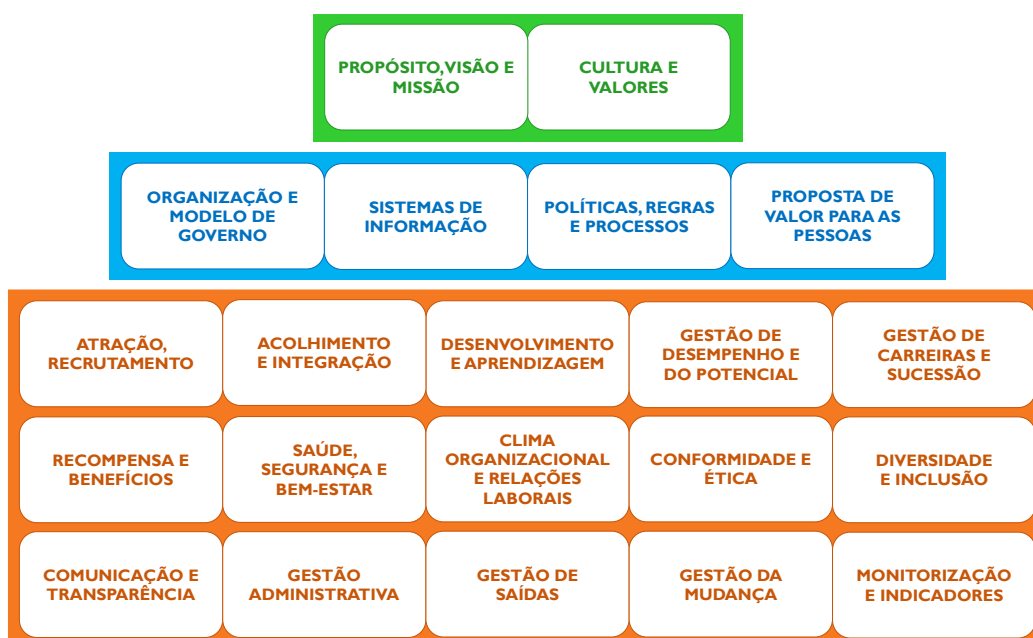 PROPÓSITO, VISÃO E
MISSÃO
CULTURA E
VALORES
ORGANIZAÇÃO E
MODELO DE
GOVERNO
SISTEMAS DE
INFORMAÇÃO
POLÍTICAS, REGRAS
E PROCESSOS
PROPOSTA DE
VALOR PARA AS
PESSOAS
ATRAÇÃO,
RECRUTAMENTO
ACOLHIMENTO
E INTEGRAÇÃO
DESENVOLVIMENTO
E APRENDIZAGEM
GESTÃO DE
DESEMPENHO E
DO POTENCIAL
GESTÃO DE
CARREIRAS E
SUCESSÃO
RECOMPENSA E
BENEFÍCIOS
SAÚDE,
SEGURANÇA E
BEM-ESTAR
CLIMA
ORGANIZACIONAL
E RELAÇÕES
LABORAIS
CONFORMIDADE E
ÉTICA
DIVERSIDADE
E INCLUSÃO
COMUNICAÇÃO E
TRANSPARÊNCIA
GESTÃO
ADMINISTRATIVA
GESTÃO DE
SAÍDAS
GESTÃO DA
MUDANÇA
MONITORIZAÇÃO
E INDICADORES